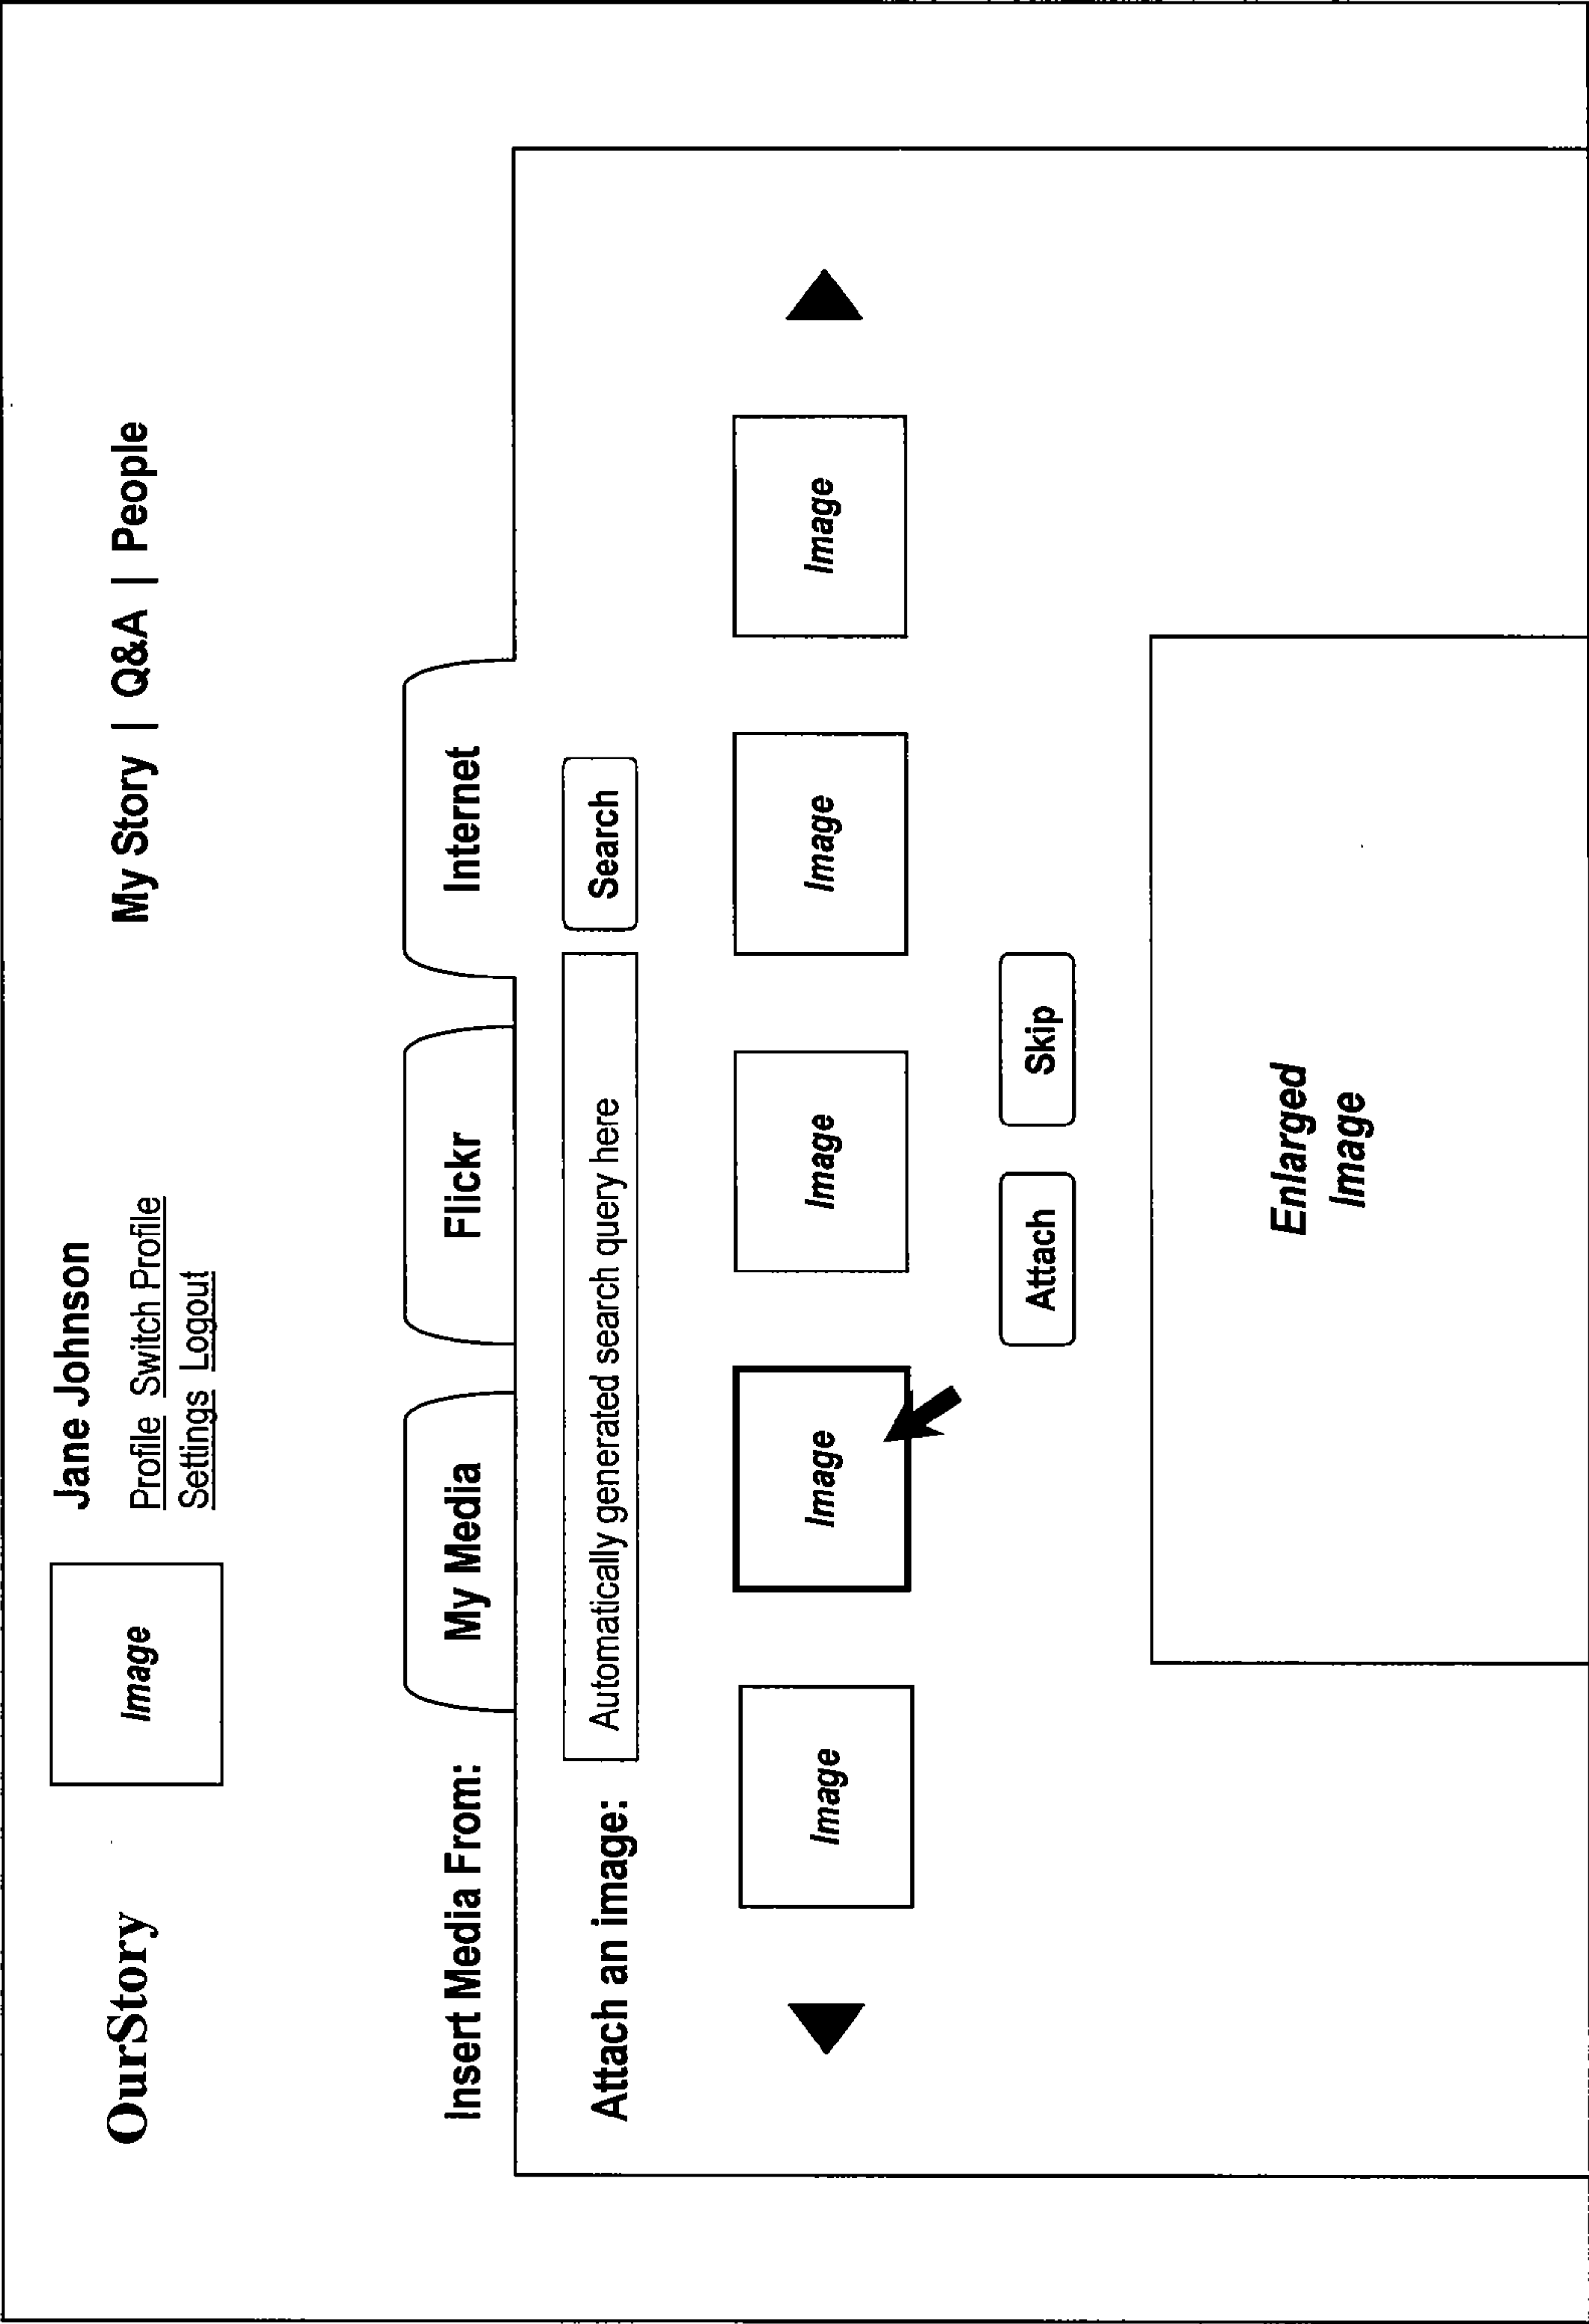 OurStory
Image
Jane Johnson
Profile Switch Profile
Settings Logout
My Story | Q&A | People
Insert Media From:
My Media
Flickr
Internet
Attach an image:
Automatically generated search query here
Search
Image
Image
Image
Image
Image
Attach
Skip
Enlarged
Image